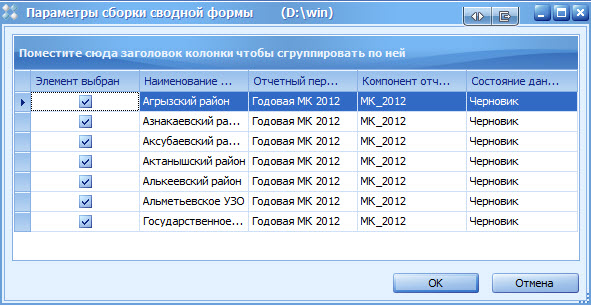 Параметры сборки сводной формы (D:\win)
Поместите сюда заголовок колонки чтобы сгруппировать по ней
Элемент выбран Наименование ... Отчетный пер... Компонент отч... Состояние дан...
Агрызский район Годовая МК 2012 МК_2012 Черновик
Азнакаевский ра... Годовая МК 2012 МК_2012 Черновик
Аксубаевский ра... Годовая МК 2012 МК_2012 Черновик
Актанышский район Годовая МК 2012 МК_2012 Черновик
Алькеевский район Годовая МК 2012 МК_2012 Черновик
Альметьевское УЗО Годовая МК 2012 МК_2012 Черновик
Государственное... Годовая МК 2012 МК_2012 Черновик
OK Отмена